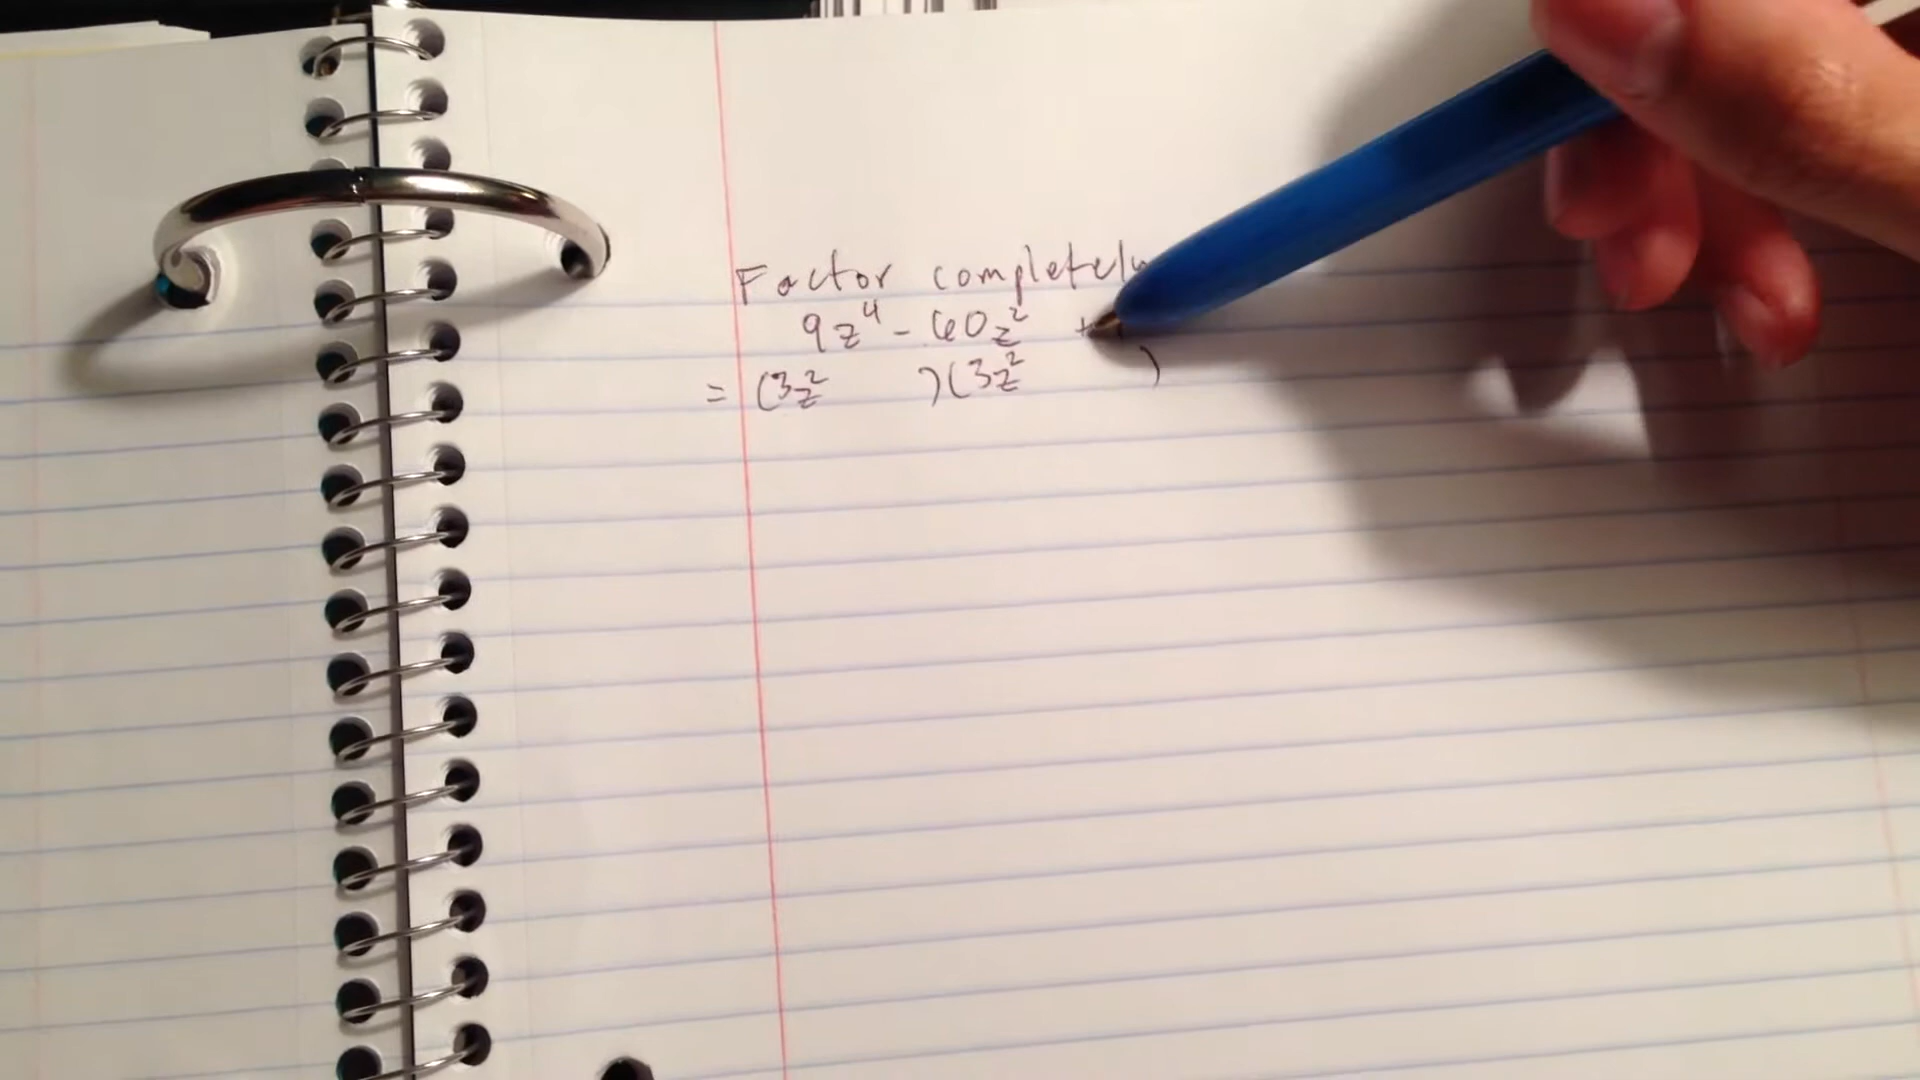 Factor completely
9z⁴ - 60z² +
= (3z² )(3z² )